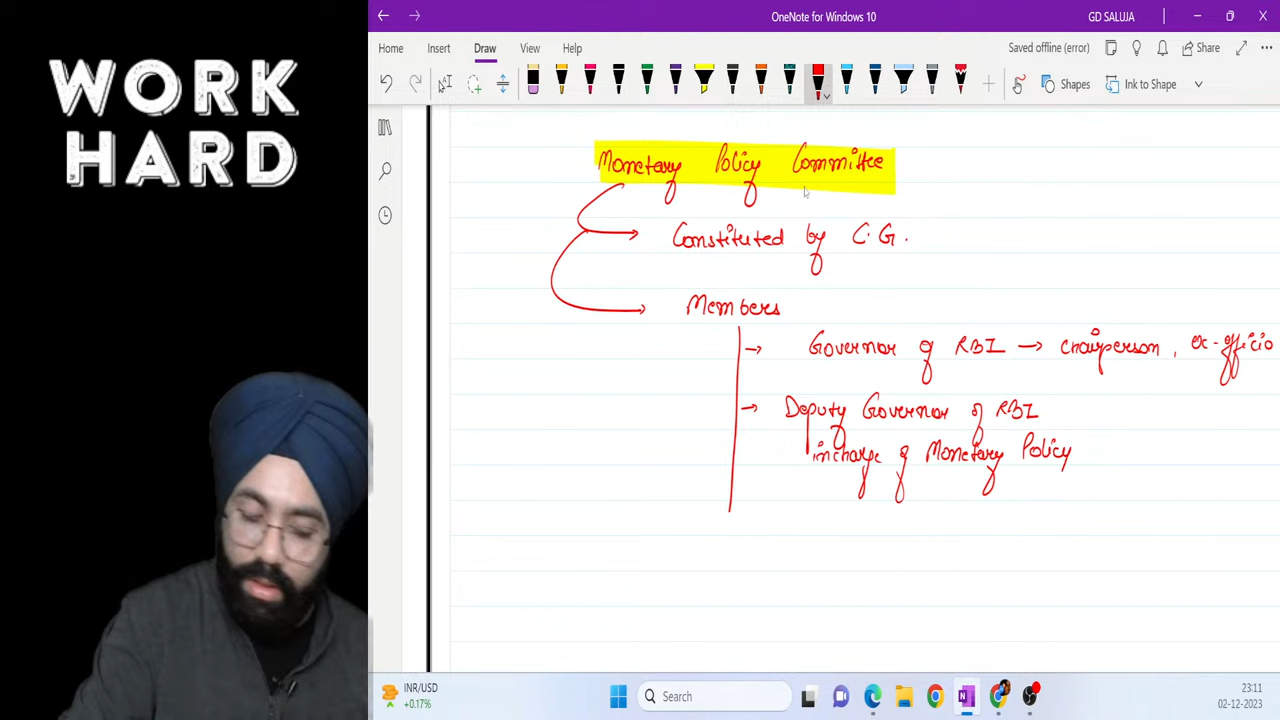 WORK
HARD
OneNote for Windows 10
GD SALUJA
Home Insert Draw View Help
Saved offline (error)
Share
Shapes
Ink to Shape
Monetary Policy Committee
Constituted by C.G.
Members
→ Governor of RBI → Chairperson, ex-officio
→ Deputy Governor of RBI
incharge of Monetary Policy
INR/USD
+0.17%
Search
23:11
02-12-2023